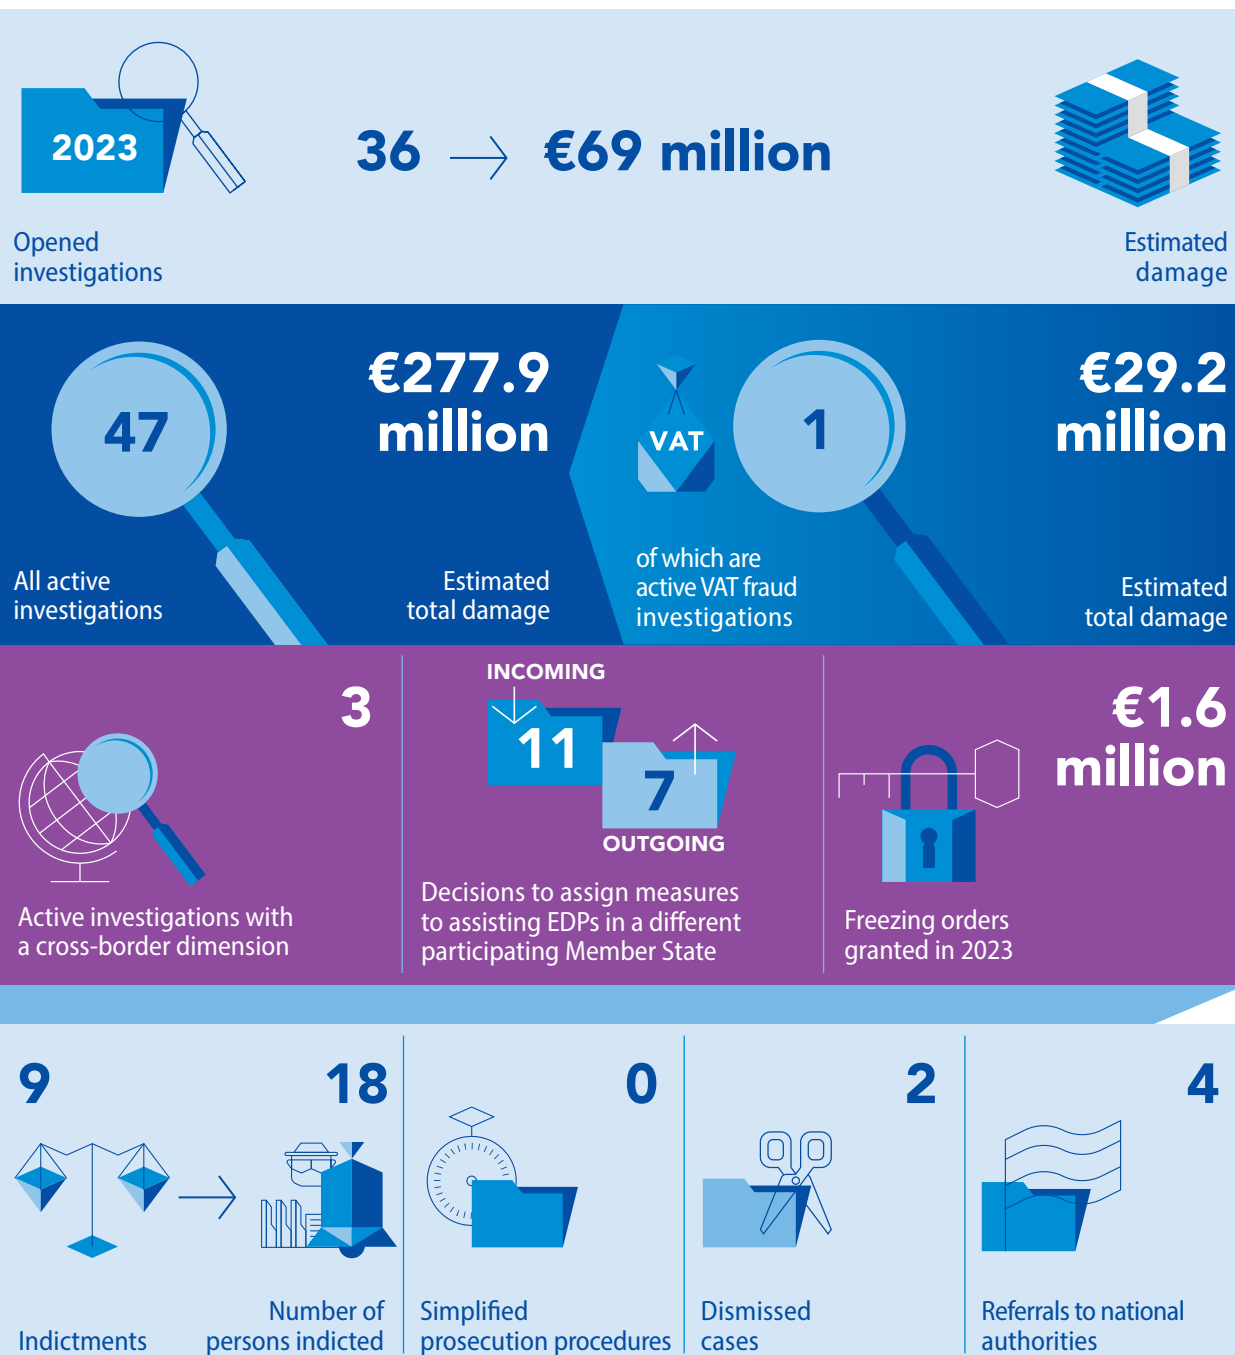 2023
36 → €69 million
Opened
investigations
Estimated
damage
47
€277.9
million
All active
investigations
Estimated
total damage
VAT
1
€29.2
million
of which are
active VAT fraud
investigations
Estimated
total damage
3
Active investigations with
a cross-border dimension
INCOMING
11
7
OUTGOING
Decisions to assign measures
to assisting EDPs in a different
participating Member State
€1.6
million
Freezing orders
granted in 2023
9
Indictments
18
Number of
persons indicted
0
Simplified
prosecution procedures
2
Dismissed
cases
4
Referrals to national
authorities